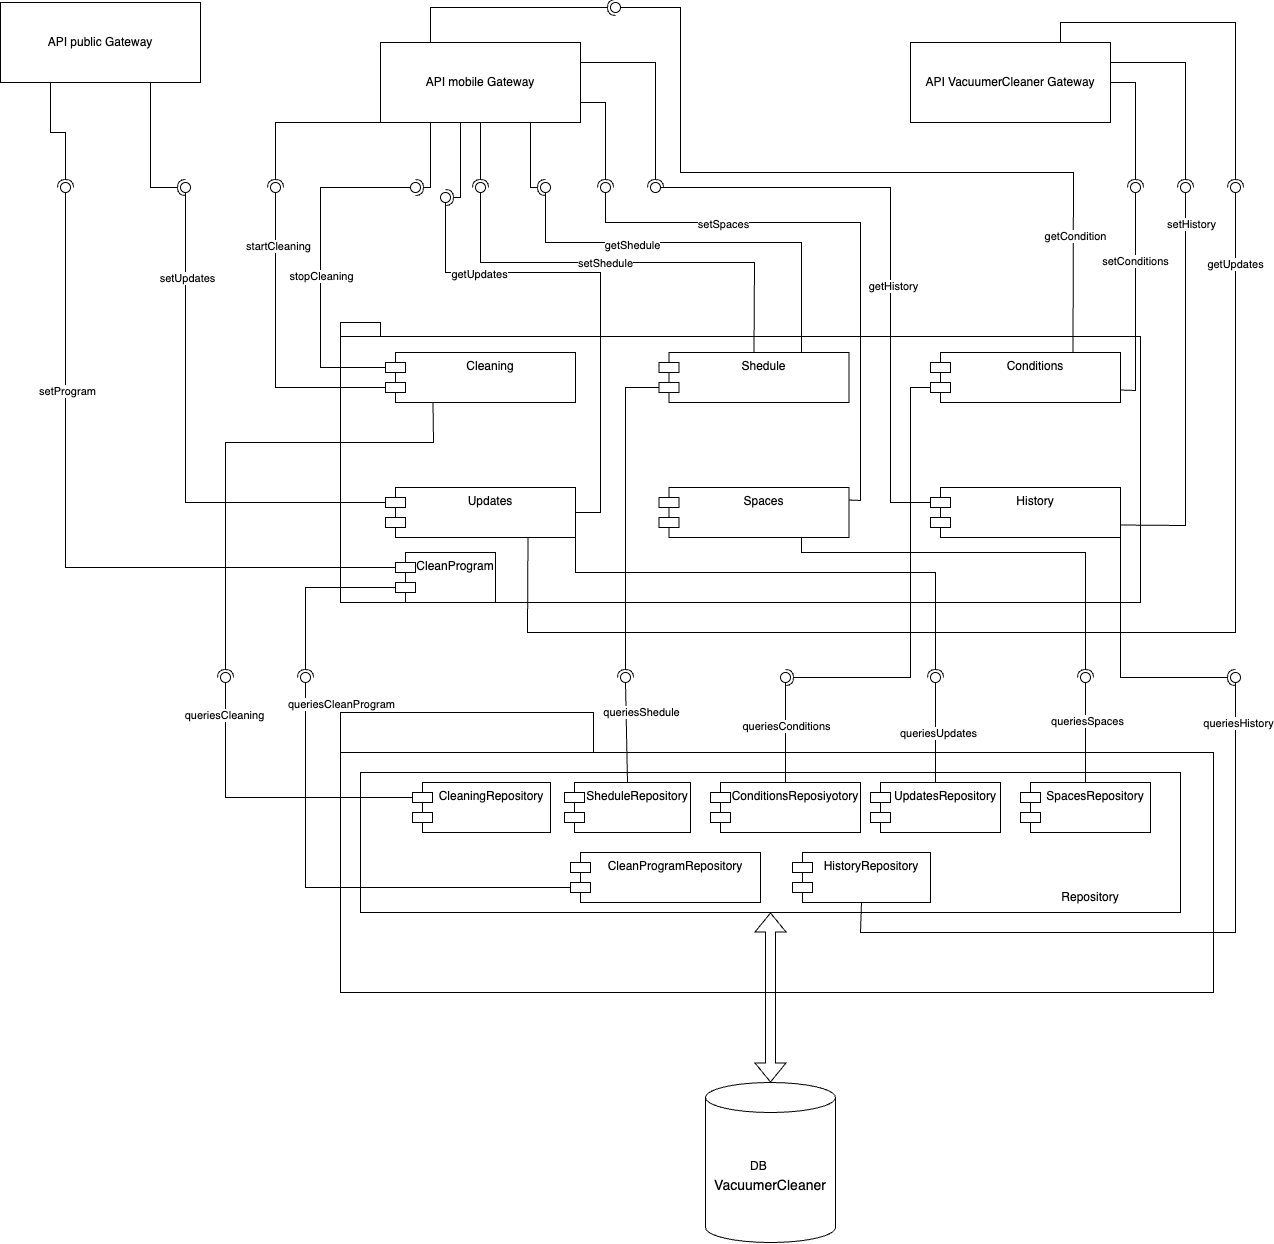 API public Gateway
API mobile Gateway
API VacuumerCleaner Gateway
setSpaces
setHistory
getCondition
startCleaning
getShedule
setConditions
setShedule
getUpdates
stopCleaning
getUpdates
setUpdates
getHistory
Cleaning
Shedule
Conditions
setProgram
Updates
Spaces
History
CleanProgram
queriesCleanProgram
queriesShedule
queriesCleaning
queriesSpaces
queriesHistory
queriesConditions
queriesUpdates
CleaningRepository
SheduleRepository
ConditionsReposiyotory
UpdatesRepository
SpacesRepository
CleanProgramRepository
HistoryRepository
Repository
DB
VacuumerCleaner